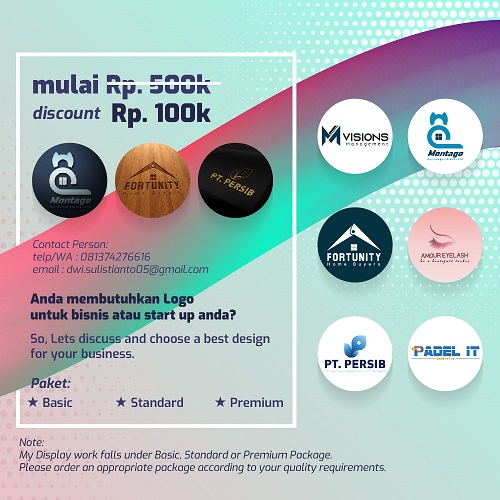 mulai Rp. 500k
discount Rp. 100k
Montago
FORTUNITY
Home Buyers
PT. PERSIB
Contact Person:
telp/WA : 081374276616
email : dwi.sulistianto05@gmail.com
Anda membutuhkan Logo
untuk bisnis atau start up anda?
So, Lets discuss and choose a best design
for your business.
Paket:
★ Basic ★ Standard ★ Premium
M VISIONS
Management
Montago
FORTUNITY
Home Buyers
AMOUR EYELASH
PT. PERSIB
PADEL IT
Note:
My Display work falls under Basic, Standard or Premium Package.
Please order an appropriate package according to your quality requirements.